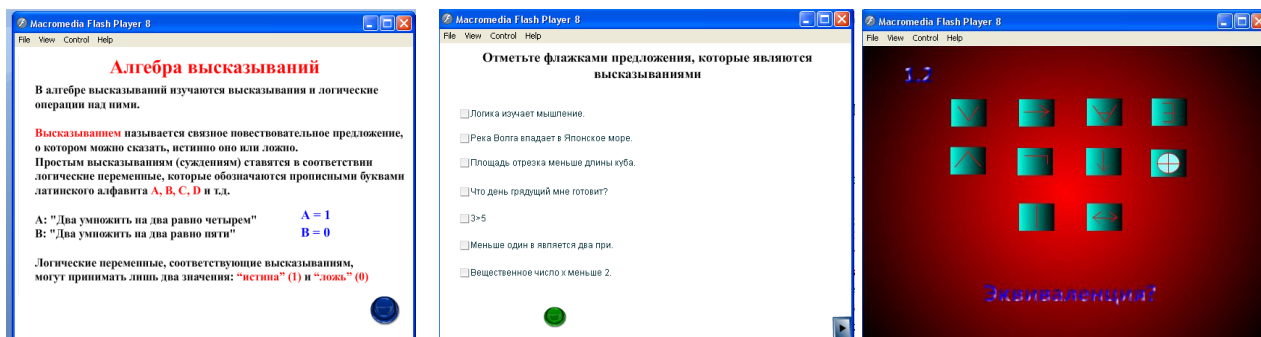 Macromedia Flash Player 8
File View Control Help
Алгебра высказываний
В алгебре высказываний изучаются высказывания и логические
операции над ними.
Высказыванием называется связное повествовательное предложение,
о котором можно сказать, истинно оно или ложно.
Простым высказываниям (суждениям) ставятся в соответствии
логические переменные, которые обозначаются прописными буквами
латинского алфавита A, B, C, D и т.д.
А: "Два умножить на два равно четырем" A = 1
В: "Два умножить на два равно пяти" B = 0
Логические переменные, соответствующие высказываниям,
могут принимать лишь два значения: “истина” (1) и “ложь” (0)
Macromedia Flash Player 8
File View Control Help
Отметьте флажками предложения, которые являются
высказываниями
Логика изучает мышление.
Река Волга впадает в Японское море.
Площадь отрезка меньше длины куба.
Что день грядущий мне готовит?
3>5
Меньше один в является два при.
Вещественное число x меньше 2.
Macromedia Flash Player 8
File View Control Help
1.2
∨ → ∀ ∃
∧ ¬ ↓ ⊕
| ↔
Эквиваленция?